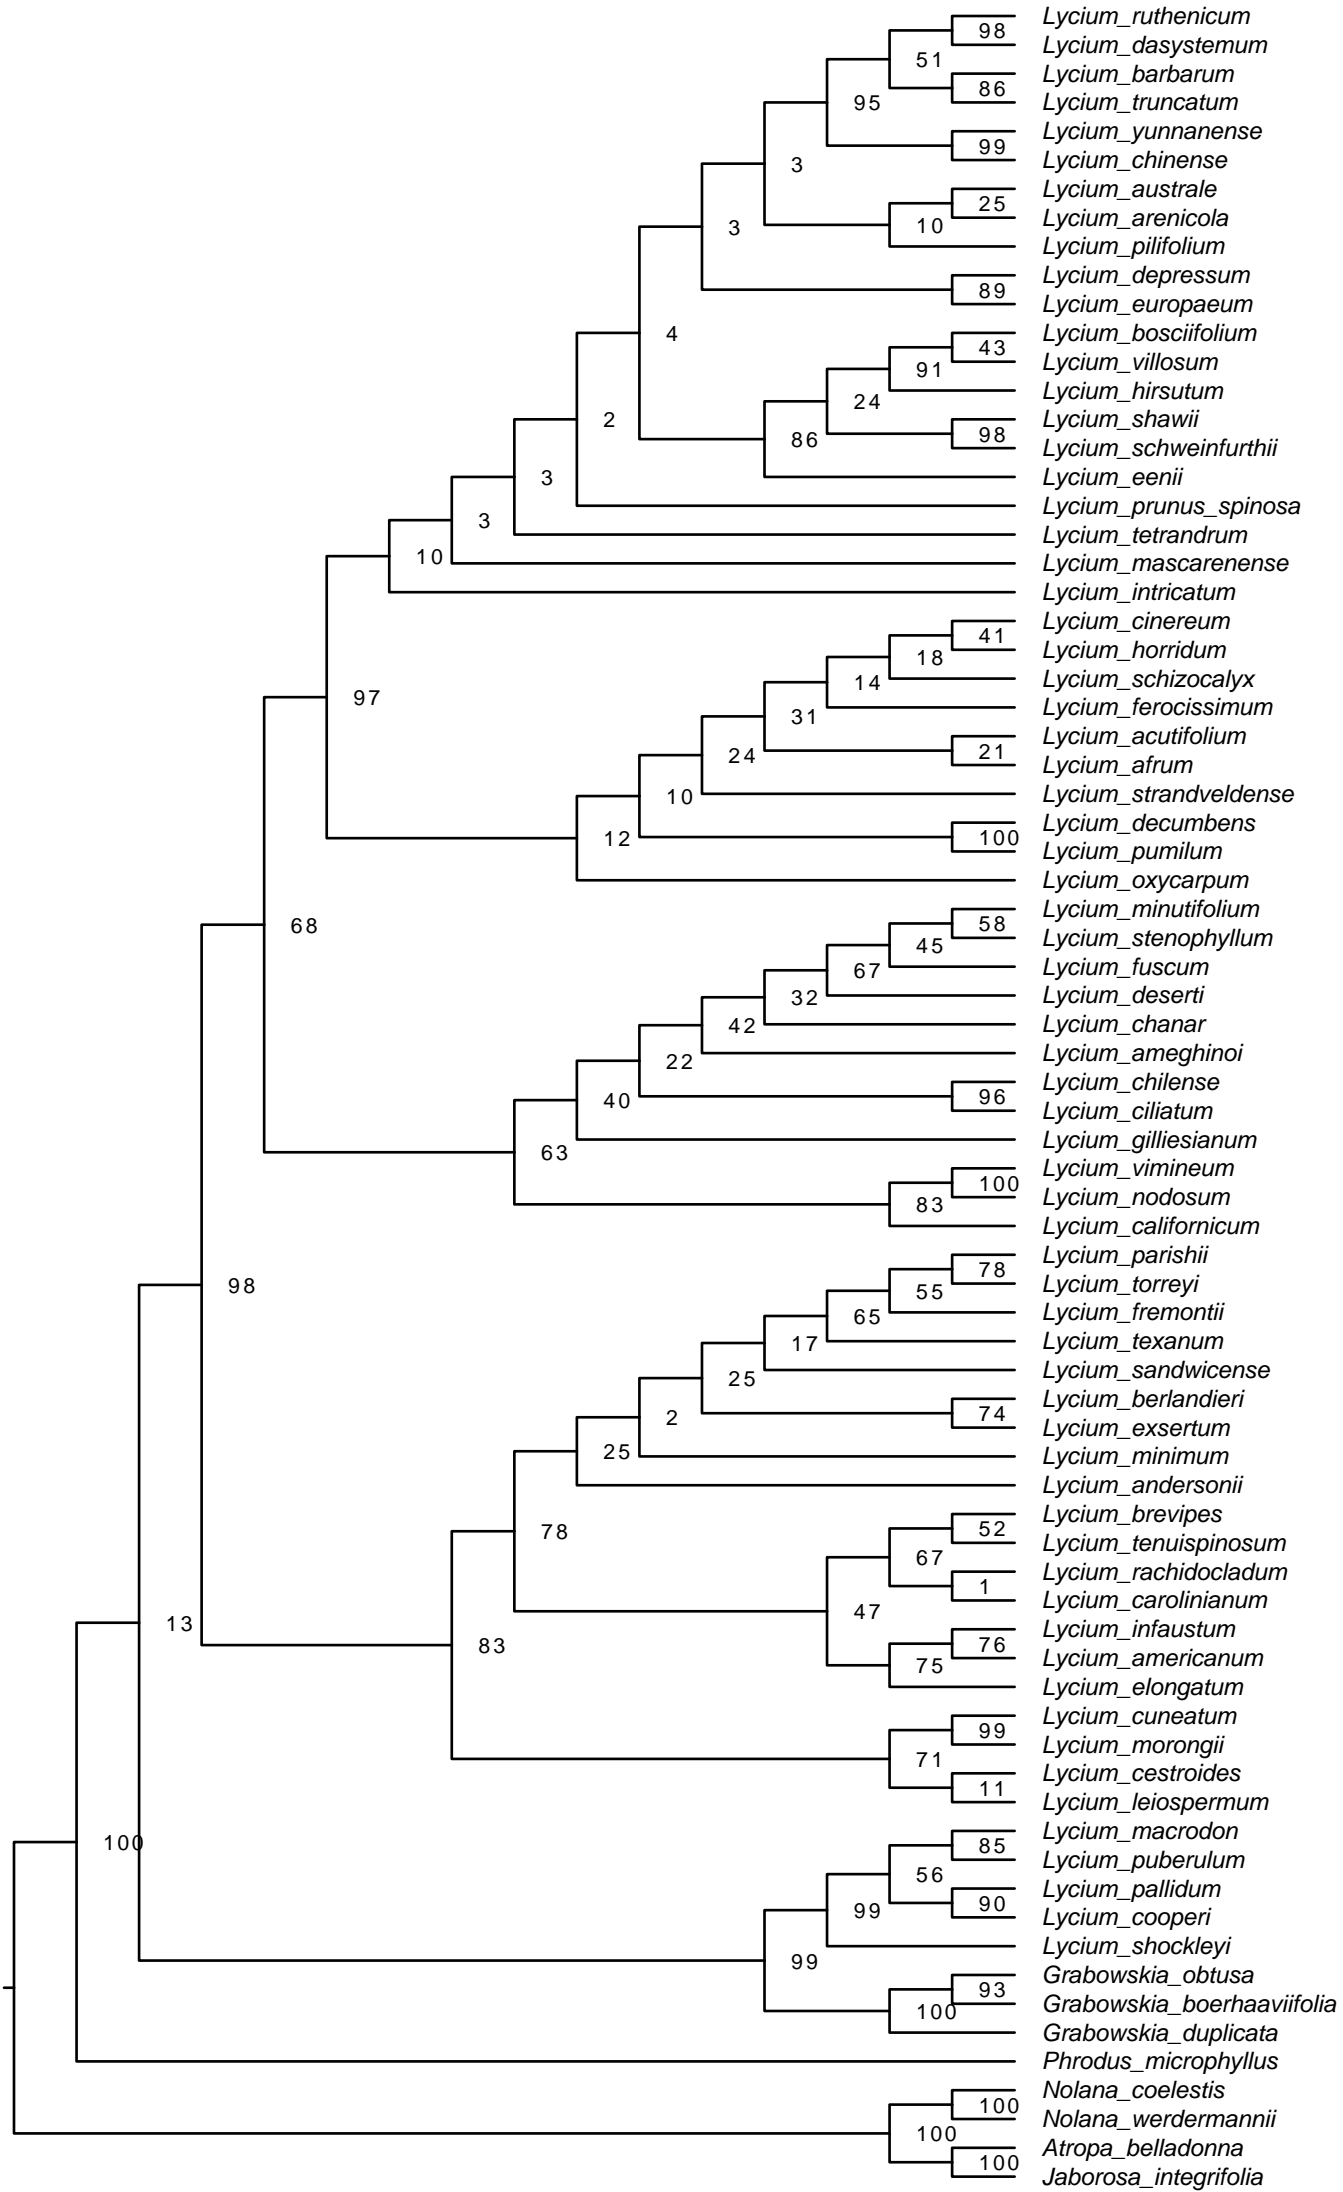 Lycium_ruthenicum
98
Lycium_dasystemum
51
Lycium_barbarum
86
95
Lycium_truncatum
Lycium_yunnanense
99
3
Lycium_chinense
Lycium_australe
25
Lycium_arenicola
3
10
Lycium_pilifolium
Lycium_depressum
89
Lycium_europaeum
4
Lycium_bosciifolium
43
Lycium_villosum
91
Lycium_hirsutum
24
2
Lycium_shawii
98
86
Lycium_schweinfurthii
3
Lycium_eenii
Lycium_prunus_spinosa
3
Lycium_tetrandrum
10
Lycium_mascarenense
Lycium_intricatum
Lycium_cinereum
41
Lycium_horridum
18
Lycium_schizocalyx
14
97
Lycium_ferocissimum
31
Lycium_acutifolium
21
24
Lycium_afrum
10
Lycium_strandveldense
Lycium_decumbens
12
100
Lycium_pumilum
Lycium_oxycarpum
Lycium_minutifolium
58
68
Lycium_stenophyllum
45
Lycium_fuscum
67
Lycium_deserti
32
Lycium_chanar
42
Lycium_ameghinoi
22
Lycium_chilense
96
40
Lycium_ciliatum
Lycium_gilliesianum
63
Lycium_vimineum
100
Lycium_nodosum
83
Lycium_californicum
Lycium_parishii
78
98
Lycium_torreyi
55
Lycium_fremontii
65
Lycium_texanum
17
Lycium_sandwicense
25
Lycium_berlandieri
74
2
Lycium_exsertum
25
Lycium_minimum
Lycium_andersonii
Lycium_brevipes
52
78
Lycium_tenuispinosum
67
Lycium_rachidocladum
1
Lycium_carolinianum
47
13
Lycium_infaustum
76
83
Lycium_americanum
75
Lycium_elongatum
Lycium_cuneatum
99
Lycium_morongii
71
Lycium_cestroides
11
Lycium_leiospermum
Lycium_macrodon
100
85
Lycium_puberulum
56
Lycium_pallidum
90
99
Lycium_cooperi
Lycium_shockleyi
99
Grabowskia_obtusa
93
Grabowskia_boerhaaviifolia
100
Grabowskia_duplicata
Phrodus_microphyllus
Nolana_coelestis
100
Nolana_werdermannii
100
Atropa_belladonna
100
Jaborosa_integrifolia